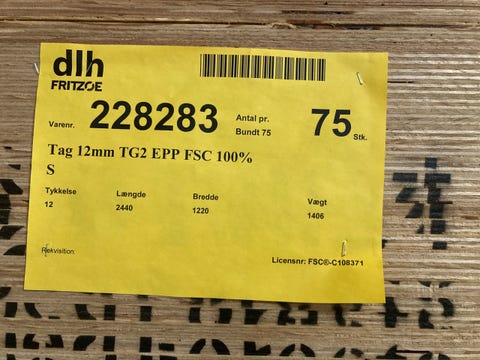 dlh
FRITZOE
Varenr. 228283 Antal pr. Bundt 75 75 Stk.
Tag 12mm TG2 EPP FSC 100%
S
Tykkelse Længde Bredde Vægt
12 2440 1220 1406
Rekvisition
Licensnr: FSC®-C108371